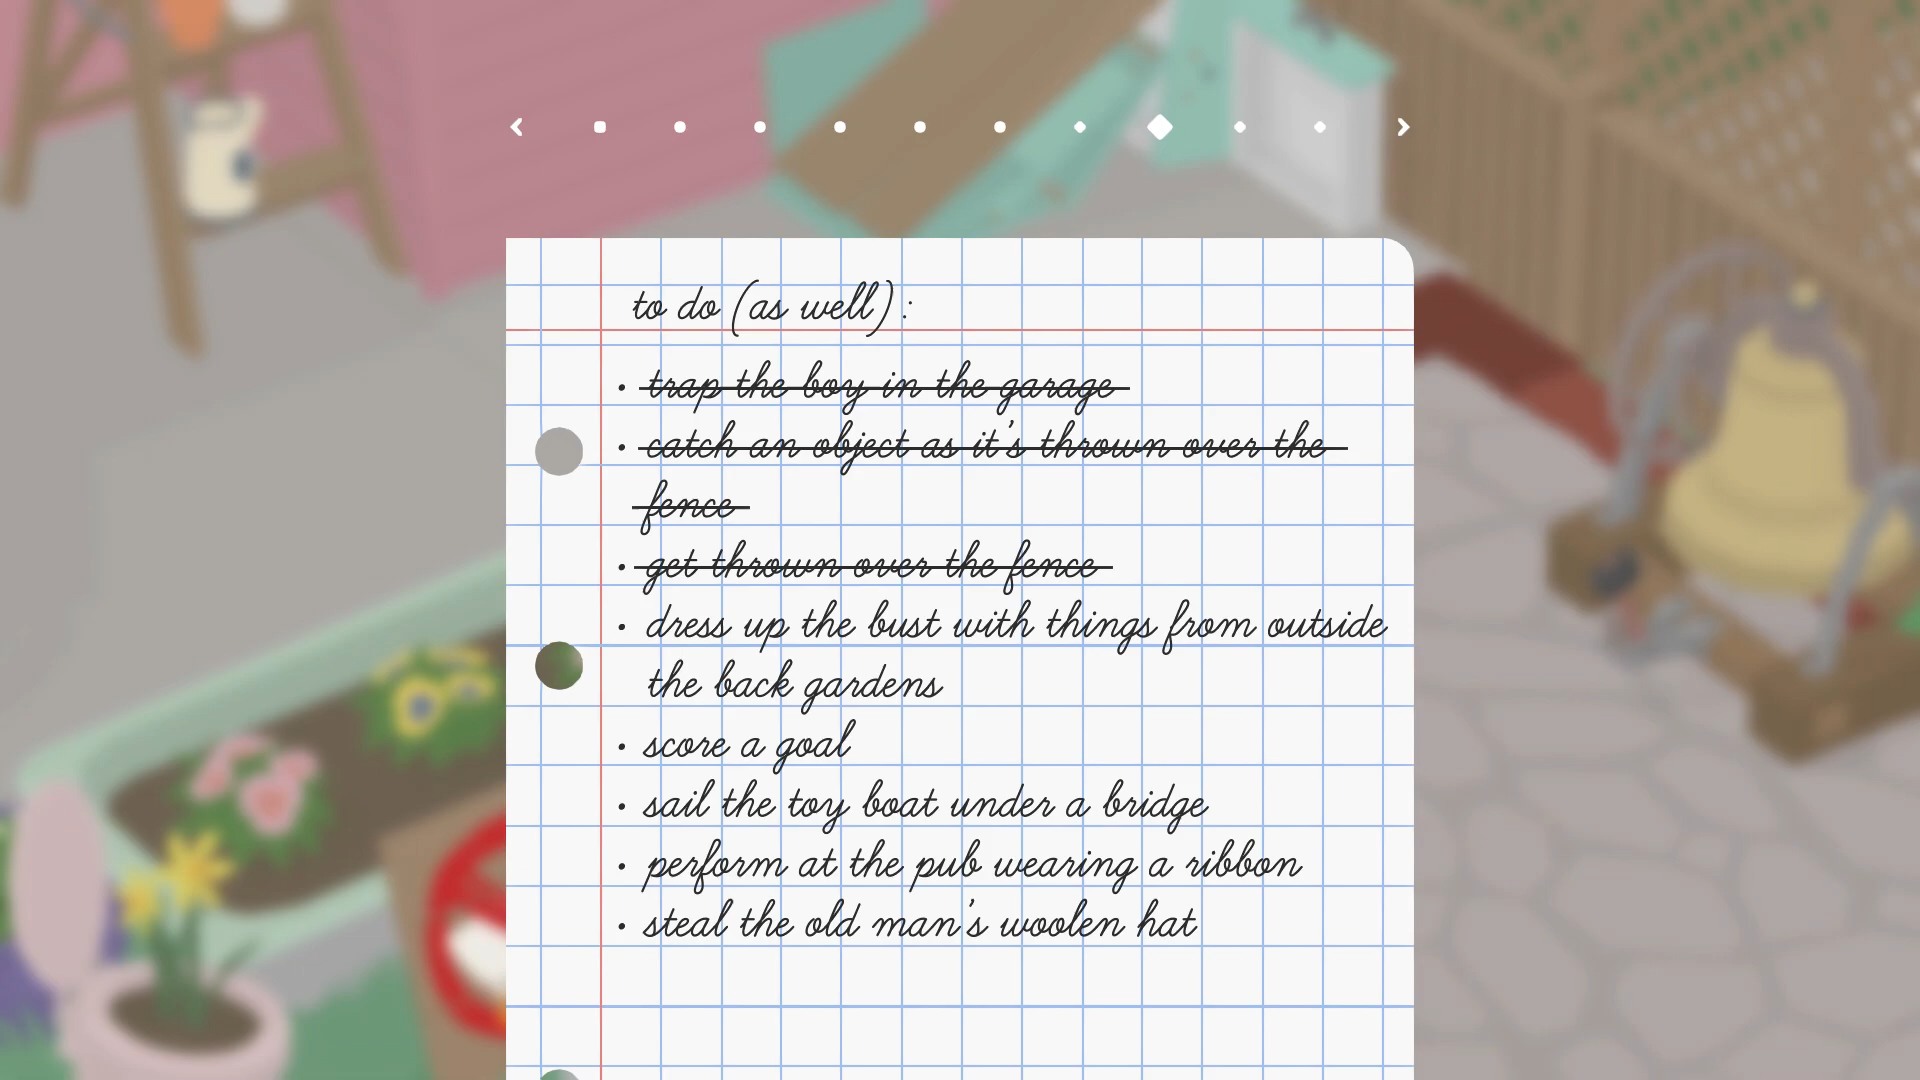 to do (as well) :
• trap the boy in the garage
• catch an object as it's thrown over the
fence
• get thrown over the fence
• dress up the bust with things from outside
the back gardens
• score a goal
• sail the toy boat under a bridge
• perform at the pub wearing a ribbon
• steal the old man's woolen hat